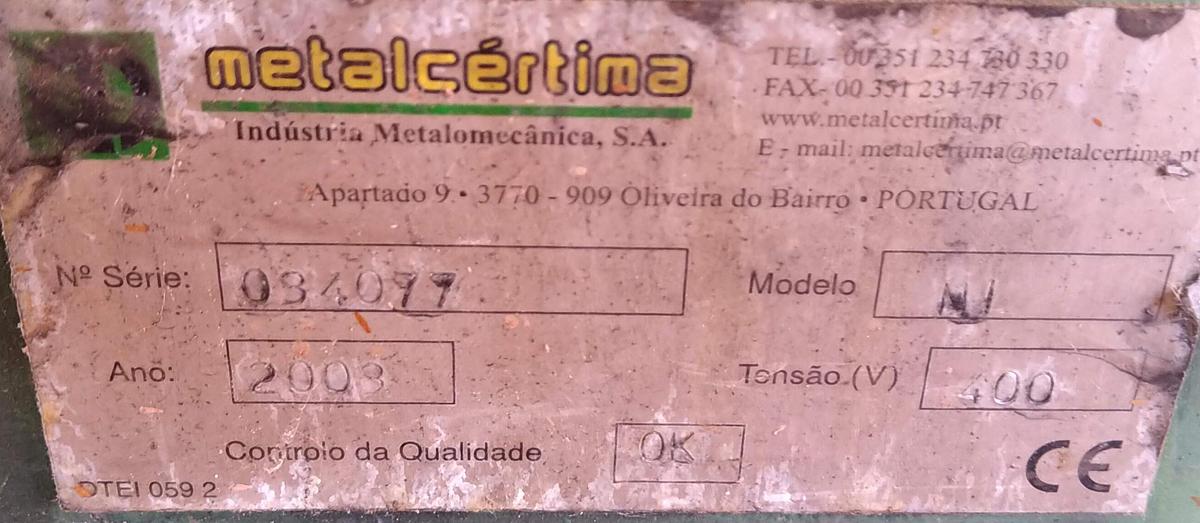 metalcértima
Indústria Metalomecânica, S.A.
TEL.- 00 351 234 730 330
FAX- 00 351 234 747 367
www.metalcertima.pt
E - mail: metalcertima@metalcertima.pt
Apartado 9 • 3770 - 909 Oliveira do Bairro • PORTUGAL
Nº Série: 034077
Modelo
Ano: 2003
Tensão (V) 400
Controlo da Qualidade OK
DTEI 059 2
CE